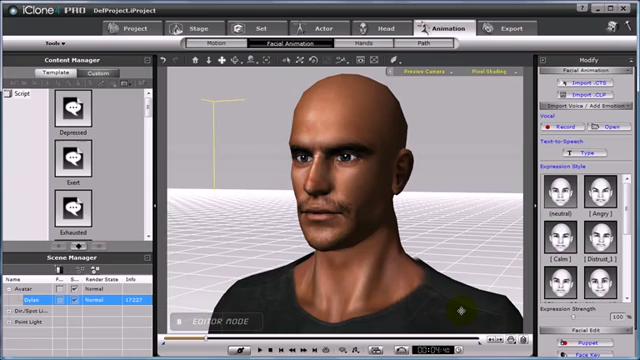 iClone4 PRO DefProject.iProject
Project Stage Set Actor Head Animation Export
Tools Motion Facial Animation Hands Path
Content Manager
Template Custom
Script
Depressed
Exert
Exhausted
Scene Manager
Name F... S... Render State Info
Avatar Normal
Dylan Normal 17227
Dir./Spot Li...
Point Light
Preview Camera Pixel Shading
EDITOR MODE
Modify
Facial Animation
Import .CTS
Import .CLP
Import Voice / Add Emotion
Vocal
Record Open
Text-to-Speech
Type
Expression Style
(neutral) [ Angry ]
[ Calm ] [ Distrust_1 ]
Expression Strength
100 %
Facial Edit
Puppet
Face Key